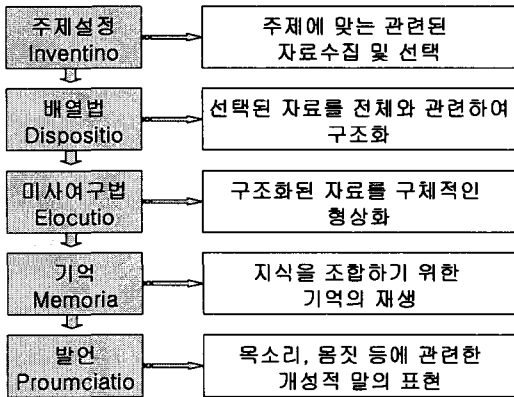 주제설정
Inventino
주제에 맞는 관련된
자료수집 및 선택
배열법
Dispositio
선택된 자료를 전체와 관련하여
구조화
미사여구법
Elocutio
구조화된 자료를 구체적인
형상화
기억
Memoria
지식을 조합하기 위한
기억의 재생
발언
Proumciatio
목소리, 몸짓 등에 관련한
개성적 말의 표현